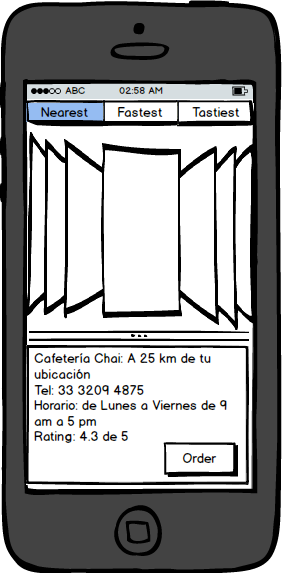 ABC 02:58 AM
Nearest Fastest Tastiest
Cafetería Chai: A 25 km de tu
ubicación
Tel: 33 3209 4875
Horario: de Lunes a Viernes de 9
am a 5 pm
Rating: 4.3 de 5
Order